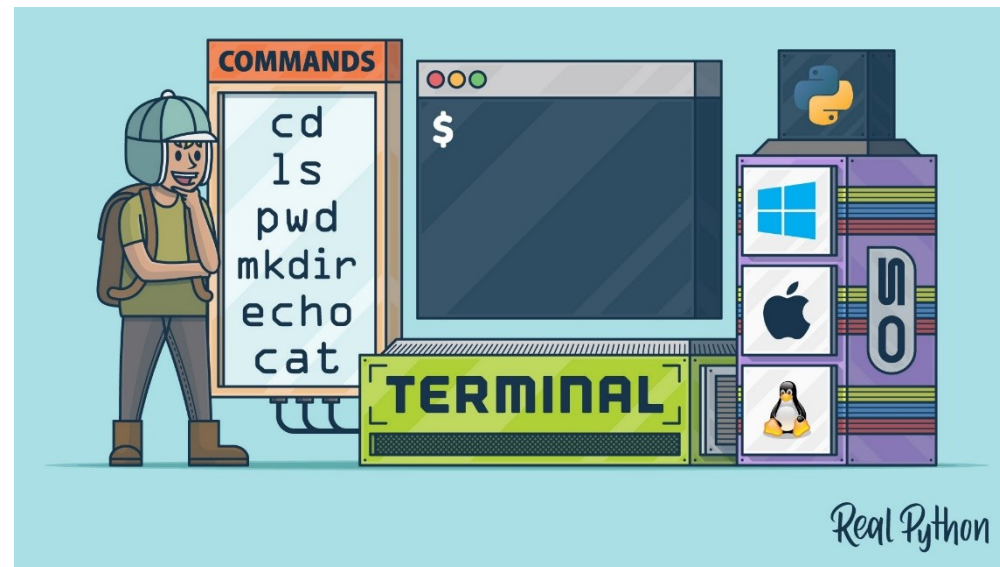 COMMANDS
cd
ls
pwd
mkdir
echo
cat
$
TERMINAL
OS
Real Python